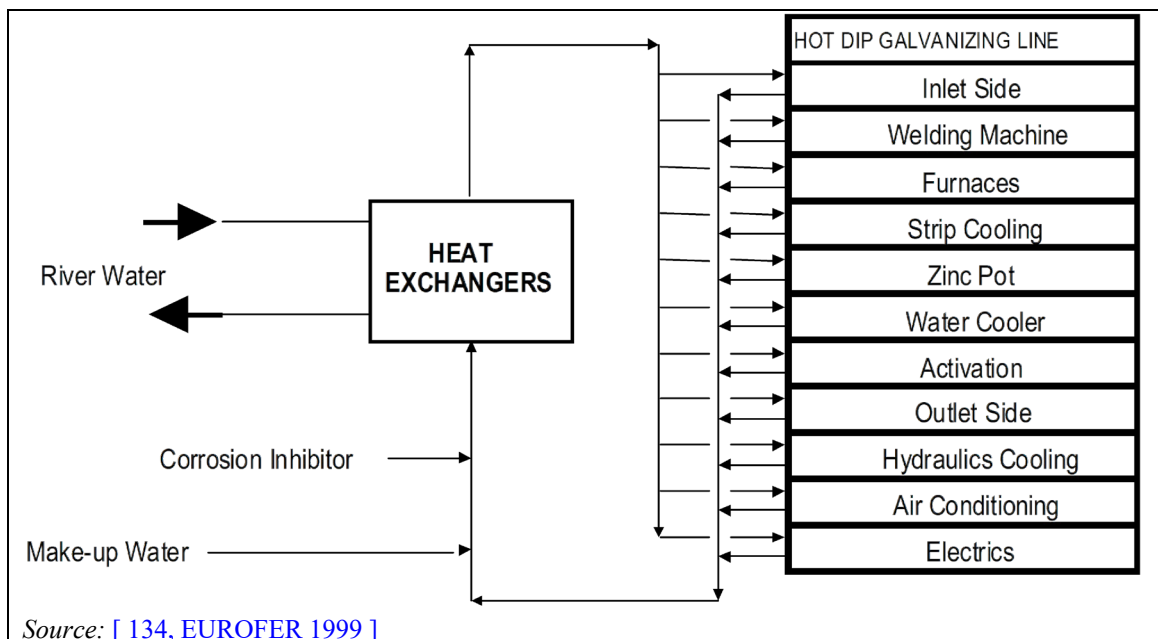 HOT DIP GALVANIZING LINE
Inlet Side
Welding Machine
Furnaces
Strip Cooling
Zinc Pot
Water Cooler
Activation
Outlet Side
Hydraulics Cooling
Air Conditioning
Electrics
HEAT
EXCHANGERS
River Water
Corrosion Inhibitor
Make-up Water
Source: [ 134, EUROFER 1999 ]